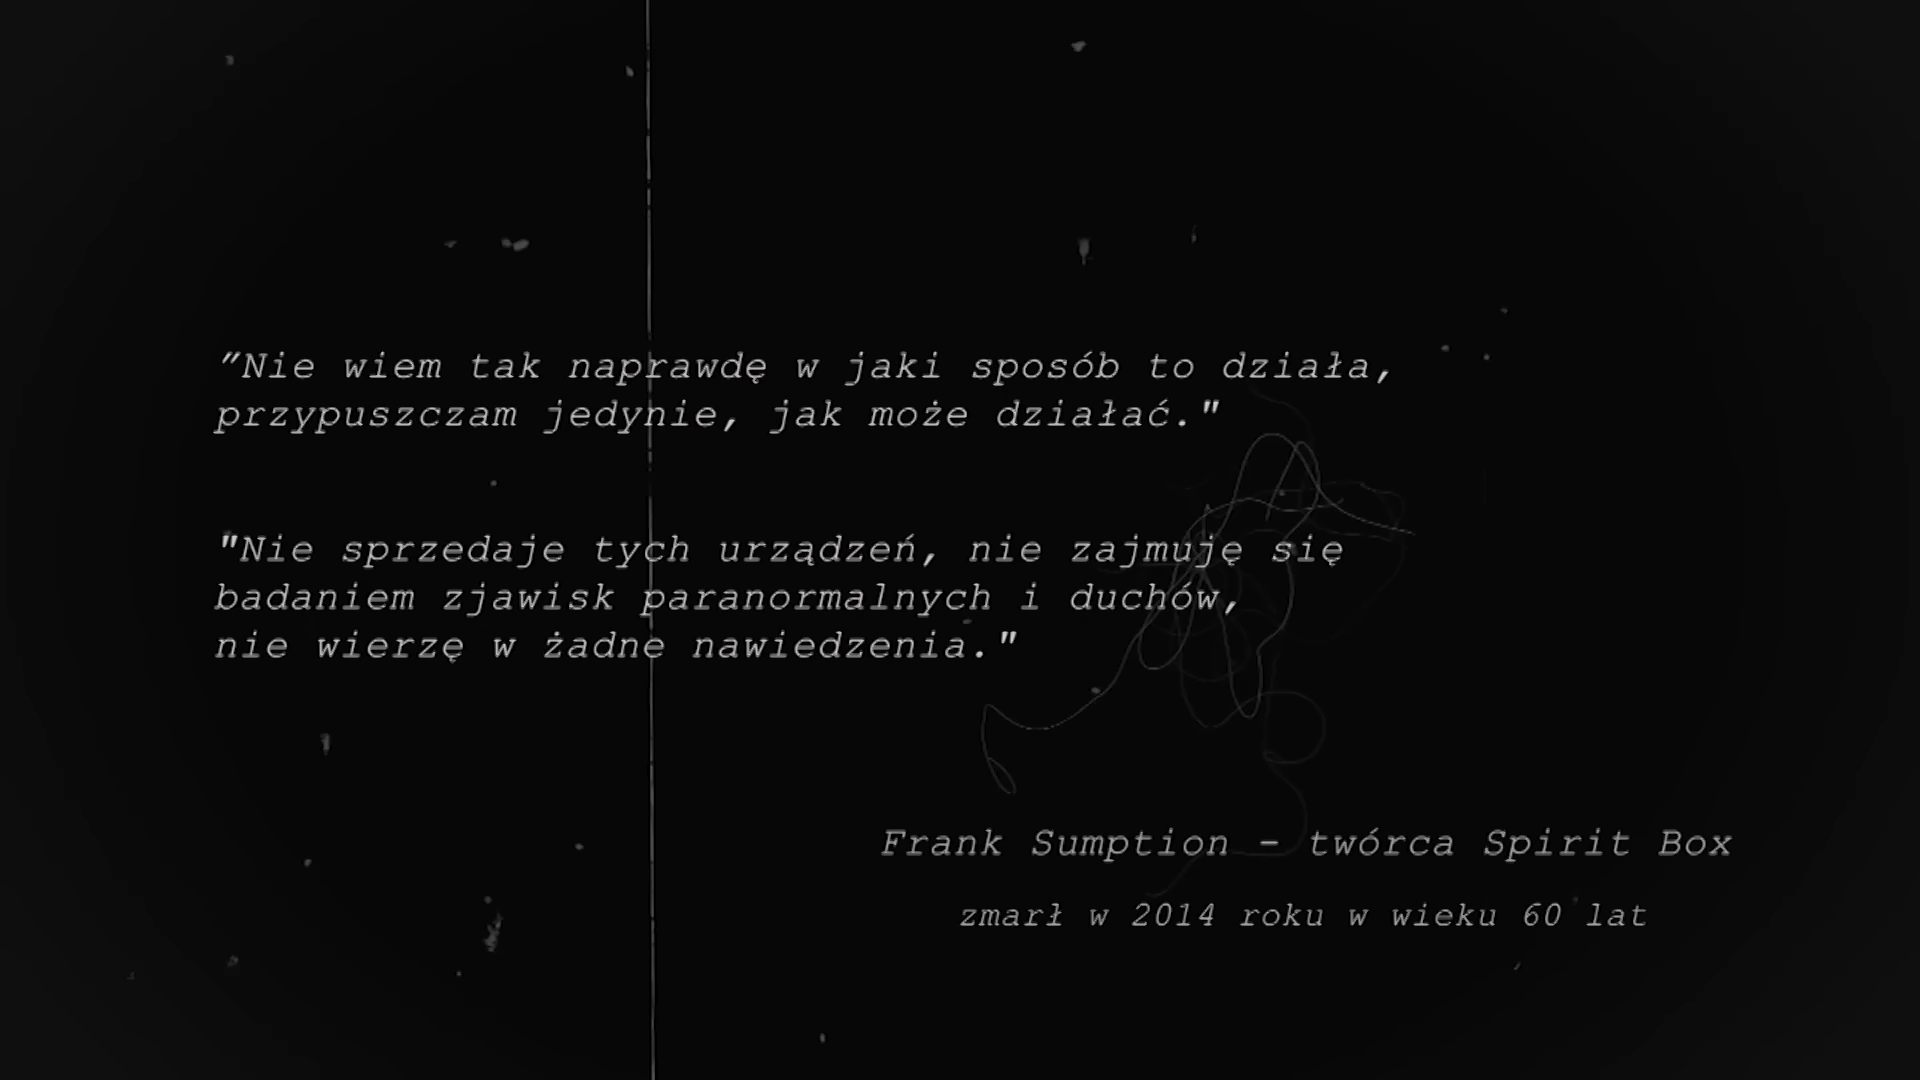 "Nie wiem tak naprawdę w jaki sposób to działa,
przypuszczam jedynie, jak może działać."
"Nie sprzedaje tych urządzeń, nie zajmuję się
badaniem zjawisk paranormalnych i duchów,
nie wierzę w żadne nawiedzenia."
Frank Sumption - twórca Spirit Box
zmarł w 2014 roku w wieku 60 lat